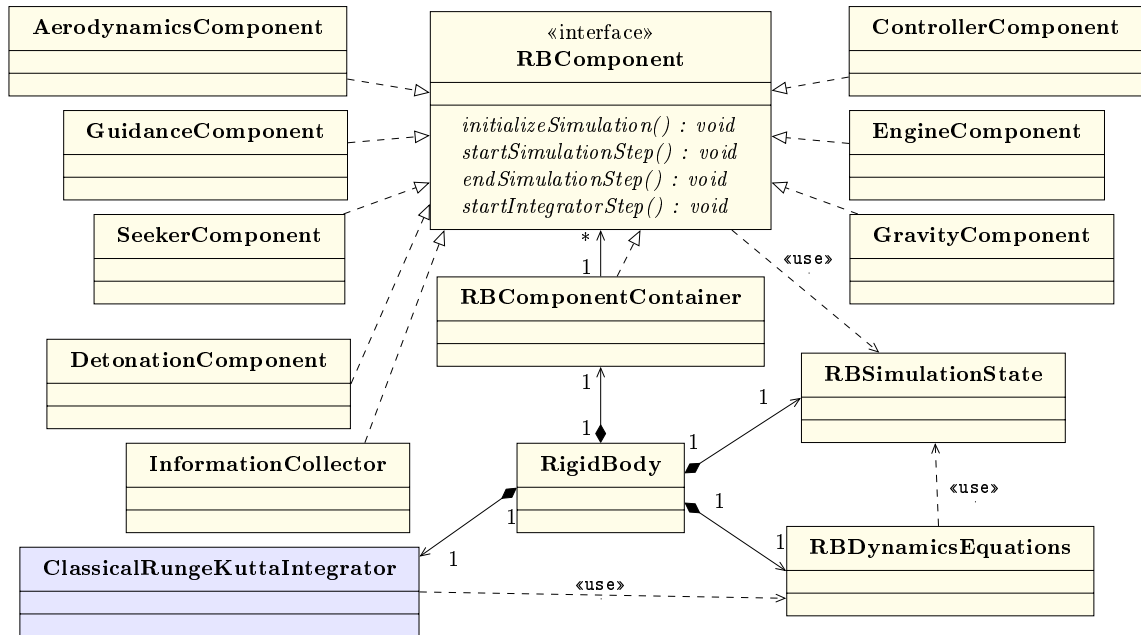 AerodynamicsComponent
«interface»
RBComponent
ControllerComponent
initializeSimulation() : void
startSimulationStep() : void
endSimulationStep() : void
startIntegratorStep() : void
GuidanceComponent
EngineComponent
SeekerComponent
GravityComponent
*
1
«use»
RBComponentContainer
DetonationComponent
RBSimulationState
1
1
1
1
InformationCollector
RigidBody
«use»
1
1
1
1
RBDynamicsEquations
ClassicalRungeKuttaIntegrator
«use»